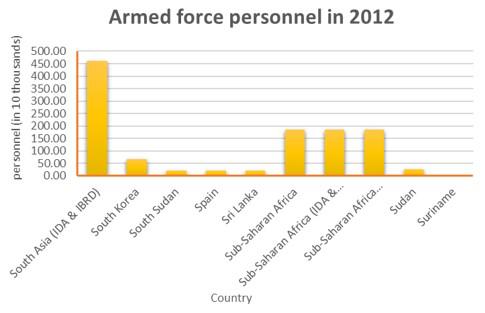 Armed force personnel in 2012
personnel (in 10 thousands)
500.00
450.00
400.00
350.00
300.00
250.00
200.00
150.00
100.00
50.00
0.00
South Asia (IDA & IBRD)
South Korea
South Sudan
Spain
Sri Lanka
Sub-Saharan Africa
Sub-Saharan Africa (IDA &...
Sub-Saharan Africa...
Sudan
Suriname
Country